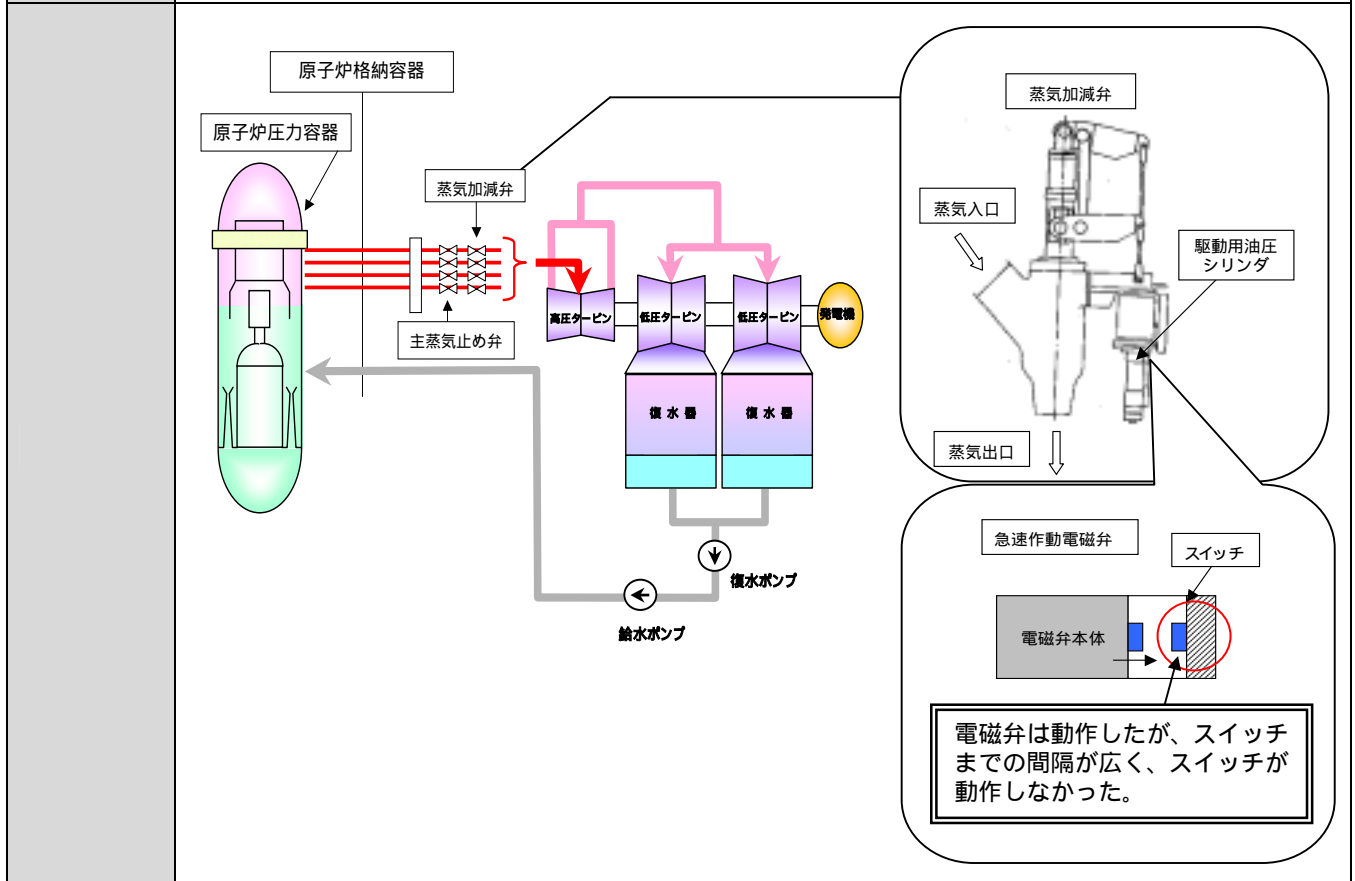 原子炉格納容器
原子炉圧力容器
蒸気加減弁
主蒸気止め弁
高圧タービン
低圧タービン
低圧タービン
発電機
復水器
復水器
復水ポンプ
給水ポンプ
蒸気加減弁
蒸気入口
駆動用油圧
シリンダ
蒸気出口
急速作動電磁弁
スイッチ
電磁弁本体
電磁弁は動作したが、スイッチ
までの間隔が広く、スイッチが
動作しなかった。